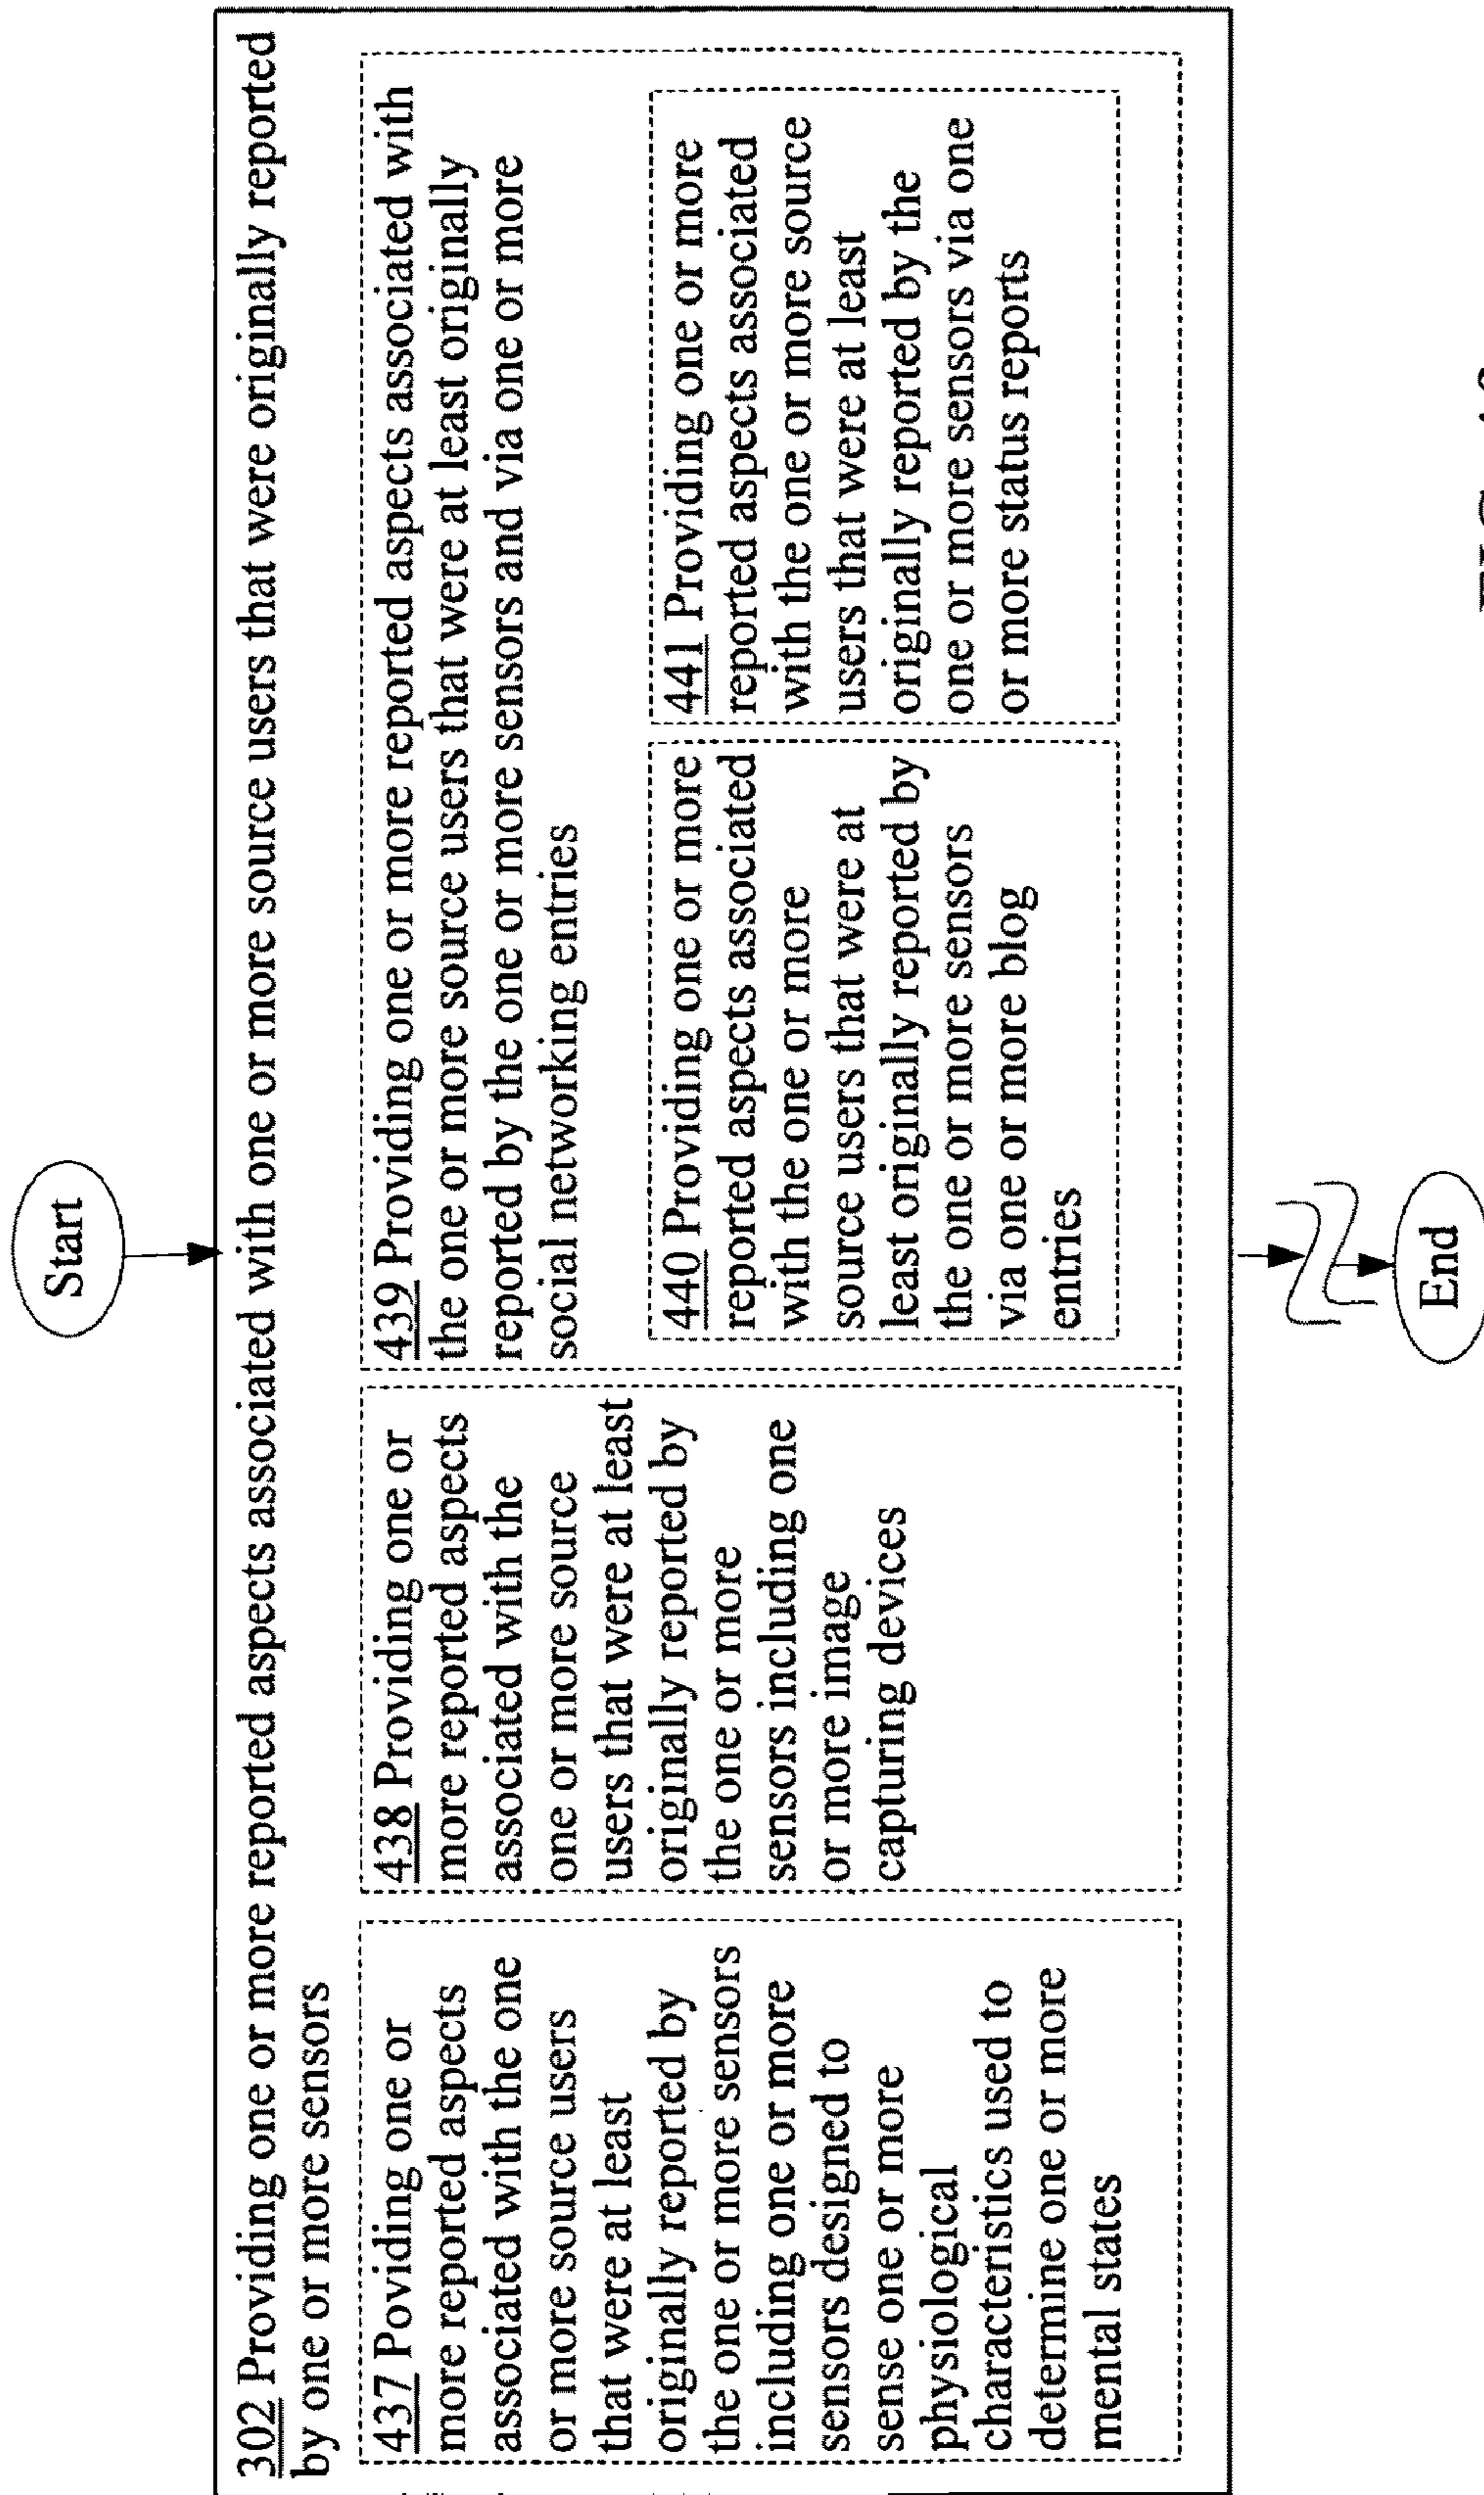 Start
302 Providing one or more reported aspects associated with one or more source users that were originally reported
by one or more sensors
437 Poviding one or
more reported aspects
associated with the one
or more source users
that were at least
originally reported by
the one or more sensors
including one or more
sensors designed to
sense one or more
physiological
characteristics used to
determine one or more
mental states
438 Providing one or
more reported aspects
associated with the
one or more source
users that were at least
originally reported by
the one or more
sensors including one
or more image
capturing devices
439 Providing one or more reported aspects associated with
the one or more source users that were at least originally
reported by the one or more sensors and via one or more
social networking entries
440 Providing one or more
reported aspects associated
with the one or more
source users that were at
least originally reported by
the one or more sensors
via one or more blog
entries
441 Providing one or more
reported aspects associated
with the one or more source
users that were at least
originally reported by the
one or more sensors via one
or more status reports
End